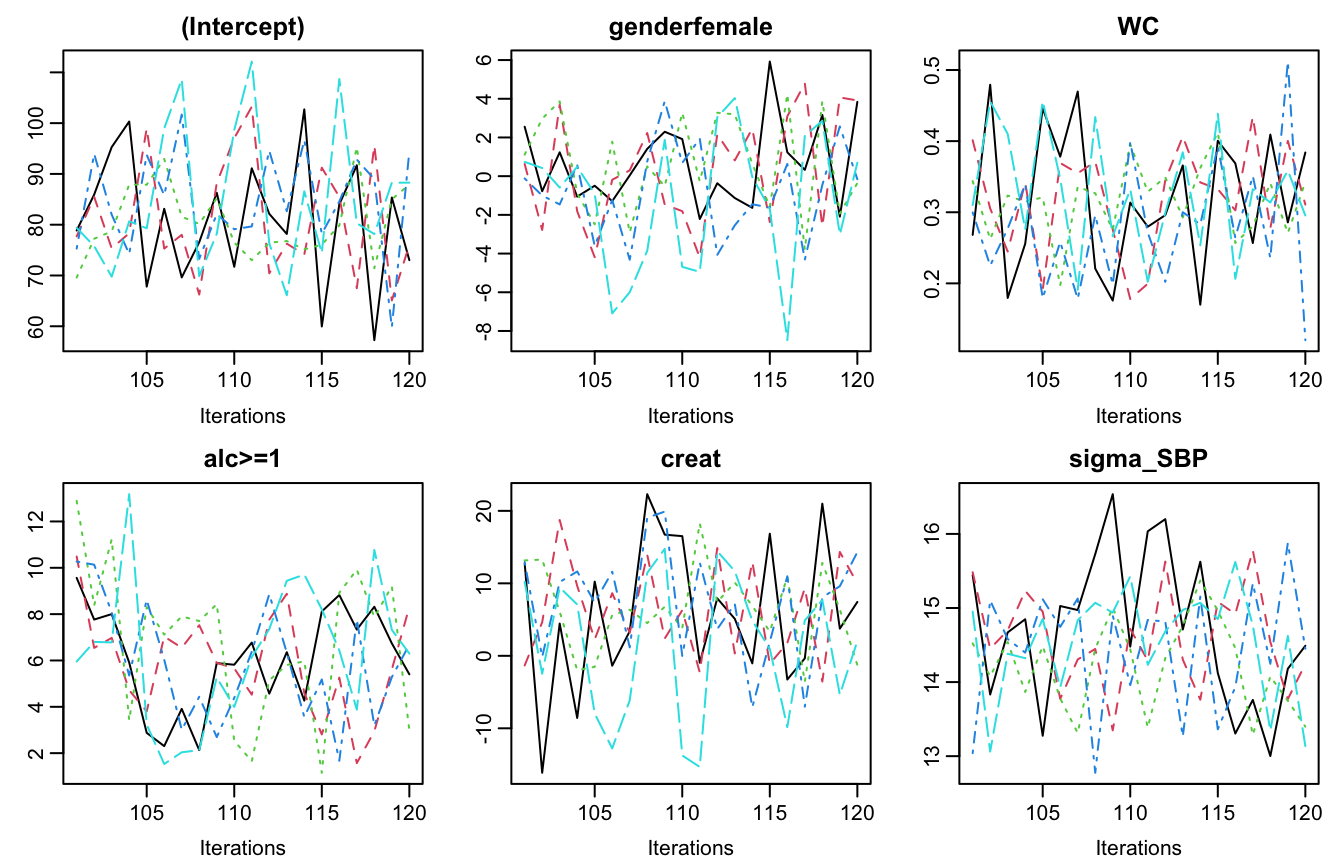 (Intercept)
60 70 80 90 100
105 110 115 120
Iterations
genderfemale
-8 -6 -4 -2 0 2 4 6
105 110 115 120
Iterations
WC
0.2 0.3 0.4 0.5
105 110 115 120
Iterations
alc>=1
2 4 6 8 10 12
105 110 115 120
Iterations
creat
-10 0 10 20
105 110 115 120
Iterations
sigma_SBP
13 14 15 16
105 110 115 120
Iterations